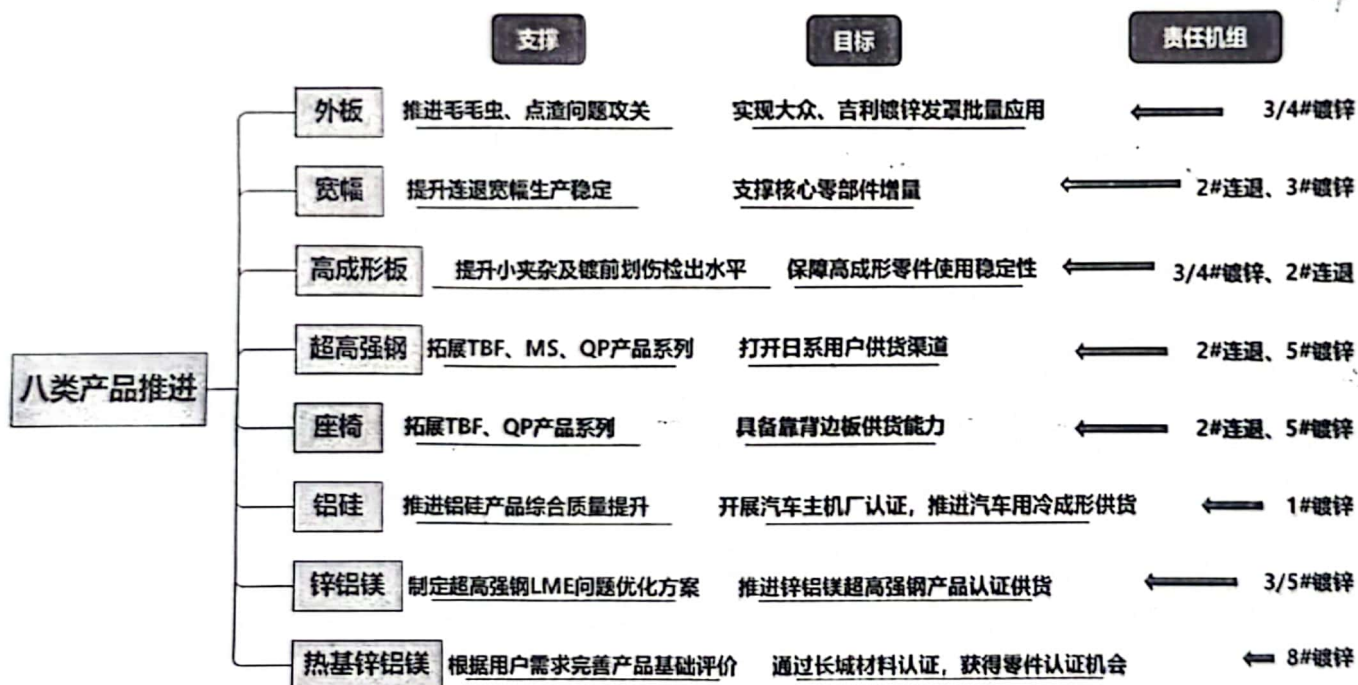 支撑 目标 责任机组
外板 推进毛毛虫、点渣问题攻关 实现大众、吉利镀锌发罩批量应用 3/4#镀锌
宽幅 提升连退宽幅生产稳定 支撑核心零部件增量 2#连退、3#镀锌
高成形板 提升小夹杂及镀前划伤检出水平 保障高成形零件使用稳定性 3/4#镀锌、2#连退
超高强钢 拓展TBF、MS、QP产品系列 打开日系用户供货渠道 2#连退、5#镀锌
八类产品推进
座椅 拓展TBF、QP产品系列 具备靠背边板供货能力 2#连退、5#镀锌
铝硅 推进铝硅产品综合质量提升 开展汽车主机厂认证，推进汽车用冷成形供货 1#镀锌
锌铝镁 制定超高强钢LME问题优化方案 推进锌铝镁超高强钢产品认证供货 3/5#镀锌
热基锌铝镁 根据用户需求完善产品基础评价 通过长城材料认证，获得零件认证机会 8#镀锌